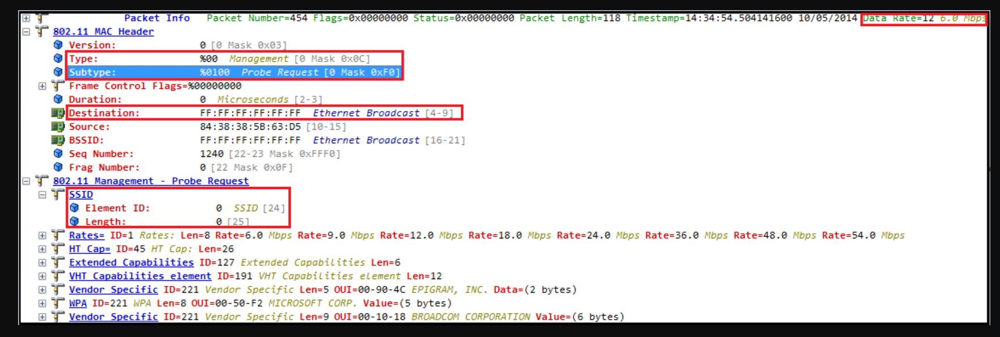 Packet Info Packet Number=454 Flags=0x00000000 Status=0x00000000 Packet Length=118 Timestamp=14:34:54.504141600 10/05/2014 Data Rate=12 6.0 Mbps
802.11 MAC Header
Version: 0 [0 Mask 0x03]
Type: %00 Management [0 Mask 0x0C]
Subtype: %0100 Probe Request [0 Mask 0xF0]
Frame Control Flags=%00000000
Duration: 0 Microseconds [2-3]
Destination: FF:FF:FF:FF:FF:FF Ethernet Broadcast [4-9]
Source: 84:38:38:5B:63:D5 [10-15]
BSSID: FF:FF:FF:FF:FF:FF Ethernet Broadcast [16-21]
Seq Number: 1240 [22-23 Mask 0xFFF0]
Frag Number: 0 [22 Mask 0x0F]
802.11 Management - Probe Request
SSID
Element ID: 0 SSID [24]
Length: 0 [25]
Rates= ID=1 Rates: Len=8 Rate=6.0 Mbps Rate=9.0 Mbps Rate=12.0 Mbps Rate=18.0 Mbps Rate=24.0 Mbps Rate=36.0 Mbps Rate=48.0 Mbps Rate=54.0 Mbps
HT Cap= ID=45 HT Cap: Len=26
Extended Capabilities ID=127 Extended Capabilities Len=6
VHT Capabilities element ID=191 VHT Capabilities element Len=12
Vendor Specific ID=221 Vendor Specific Len=5 OUI=00-90-4C EPIGRAM, INC. Data=(2 bytes)
WPA ID=221 WPA Len=8 OUI=00-50-F2 MICROSOFT CORP. Value=(5 bytes)
Vendor Specific ID=221 Vendor Specific Len=9 OUI=00-10-18 BROADCOM CORPORATION Value=(6 bytes)